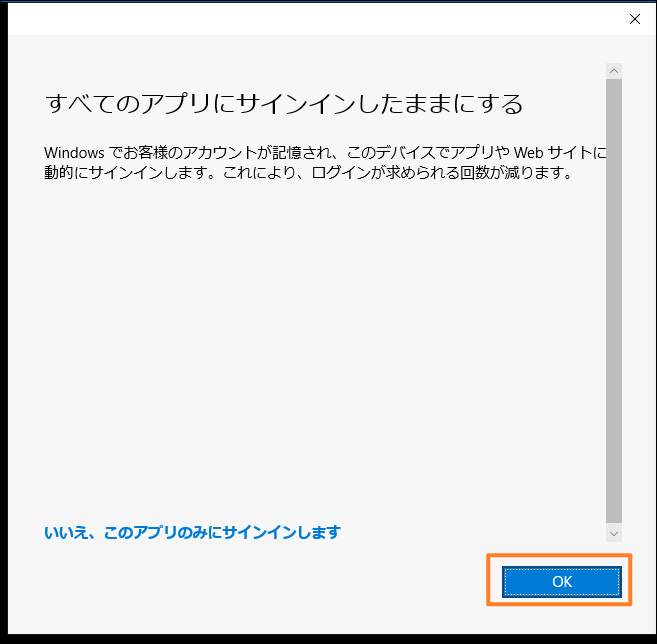 すべてのアプリにサインインしたままにする
Windows でお客様のアカウントが記憶され、このデバイスでアプリや Web サイトに
動的にサインインします。これにより、ログインが求められる回数が減ります。
いいえ、このアプリのみにサインインします
OK